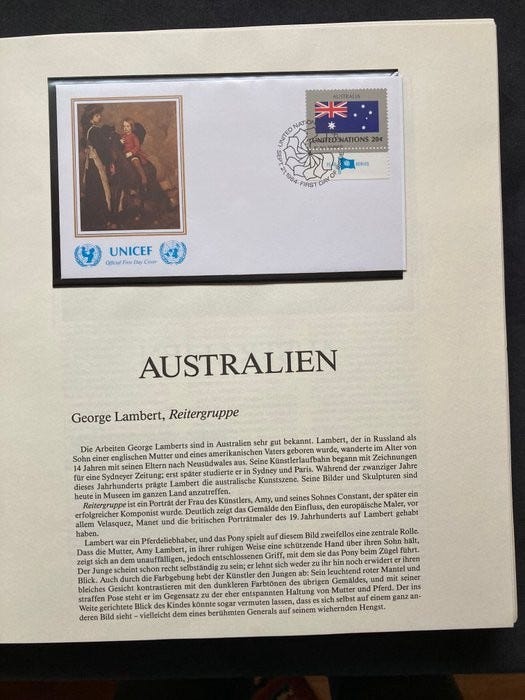 AUSTRALIA
UNITED NATIONS 20¢
UNITED NATIONS
SEPT. 21 1984 · FIRST DAY OF
SERIES
UNICEF
Official First Day Cover
AUSTRALIEN
George Lambert, Reitergruppe
Die Arbeiten George Lamberts sind in Australien sehr gut bekannt. Lambert, der in Russland als
Sohn einer englischen Mutter und eines amerikanischen Vaters geboren wurde, wanderte im Alter von
14 Jahren mit seinen Eltern nach Neusüdwales aus. Seine Künstlerlaufbahn begann mit Zeichnungen
für eine Sydneyer Zeitung; erst später studierte er in Sydney und Paris. Während der zwanziger Jahre
dieses Jahrhunderts prägte Lambert die australische Kunstszene. Seine Bilder und Skulpturen sind
heute in Museen im ganzen Land anzutreffen.
Reitergruppe ist ein Porträt der Frau des Künstlers, Amy, und seines Sohnes Constant, der später ein
erfolgreicher Komponist wurde. Deutlich zeigt das Gemälde den Einfluss, den europäische Maler, vor
allem Velasquez, Manet und die britischen Porträtmaler des 19. Jahrhunderts auf Lambert gehabt
haben.
Lambert war ein Pferdeliebhaber, und das Pony spielt auf diesem Bild zweifellos eine zentrale Rolle.
Dass die Mutter, Amy Lambert, in ihrer ruhigen Weise eine schützende Hand über ihren Sohn hält,
zeigt sich an dem unauffälligen, jedoch entschlossenen Griff, mit dem sie das Pony beim Zügel führt.
Der Junge scheint schon recht selbständig zu sein; er lehnt sich weder zu ihr hin noch erwidert er ihren
Blick. Auch durch die Farbgebung hebt der Künstler den Jungen ab: Sein leuchtend roter Mantel und
bleiches Gesicht kontrastieren mit den dunkleren Farbtönen des übrigen Gemäldes, und mit seiner
straffen Pose steht er im Gegensatz zu der eher entspannten Haltung von Mutter und Pferd. Der ins
Weite gerichtete Blick des Kindes könnte sogar vermuten lassen, dass es sich selbst auf einem ganz an-
deren Bild sieht – vielleicht dem eines berühmten Generals auf seinem wiehernden Hengst.